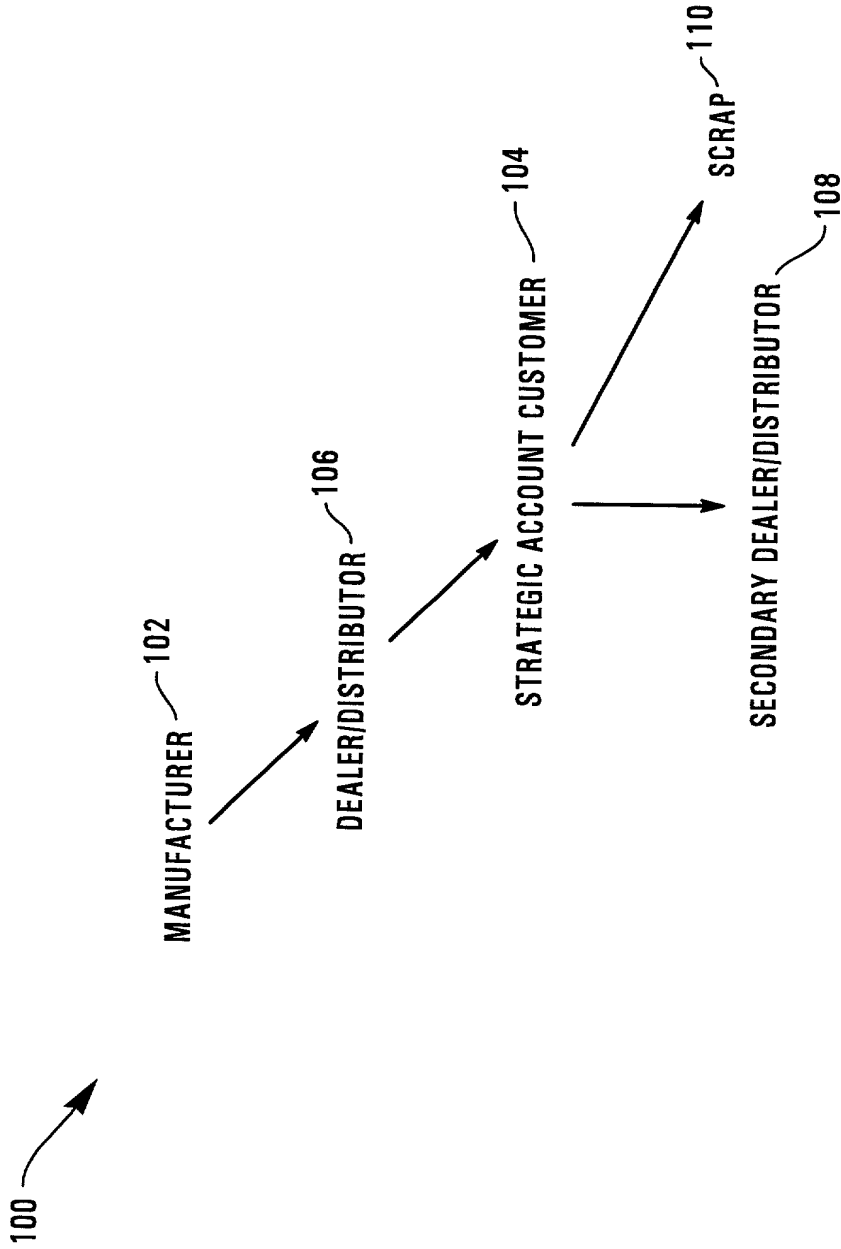 100
MANUFACTURER 102
DEALER/DISTRIBUTOR 106
STRATEGIC ACCOUNT CUSTOMER 104
SCRAP 110
SECONDARY DEALER/DISTRIBUTOR 108